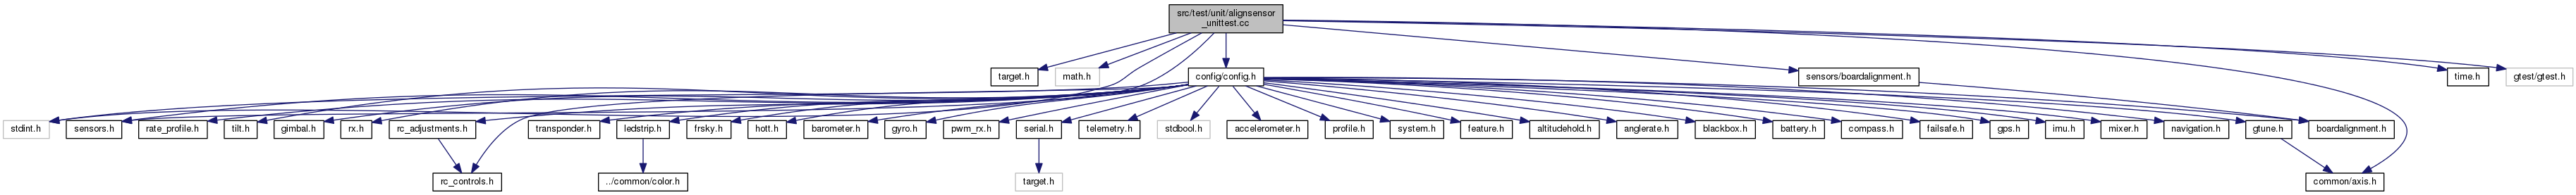 src/test/unit/alignsensor
_unittest.cc
target.h
math.h
config/config.h
sensors/boardalignment.h
time.h
gtest/gtest.h
stdint.h
sensors.h
rate_profile.h
tilt.h
gimbal.h
rx.h
rc_adjustments.h
transponder.h
ledstrip.h
frsky.h
hott.h
barometer.h
gyro.h
pwm_rx.h
serial.h
telemetry.h
stdbool.h
accelerometer.h
profile.h
system.h
feature.h
altitudehold.h
anglerate.h
blackbox.h
battery.h
compass.h
failsafe.h
gps.h
imu.h
mixer.h
navigation.h
gtune.h
boardalignment.h
rc_controls.h
../common/color.h
target.h
common/axis.h